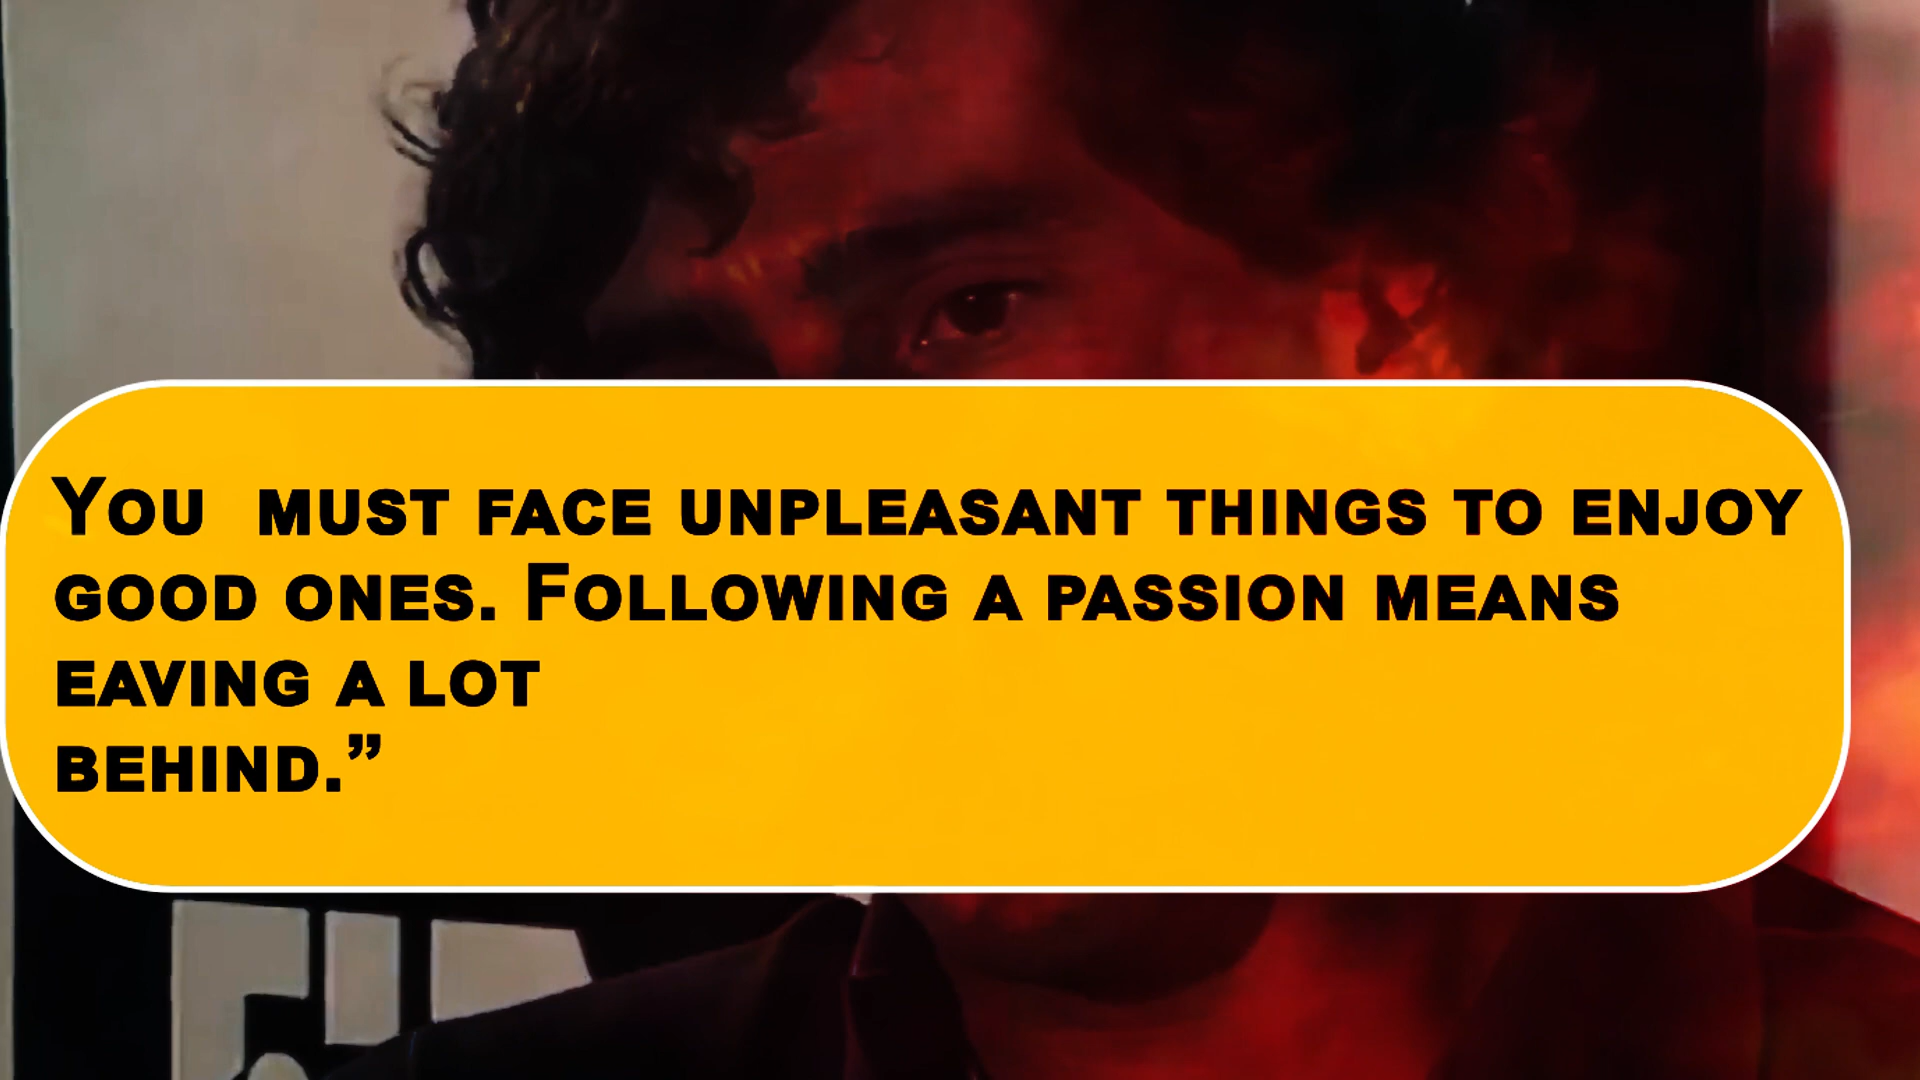 You  must face unpleasant things to enjoy
good ones. Following a passion means
eaving a lot
behind.”